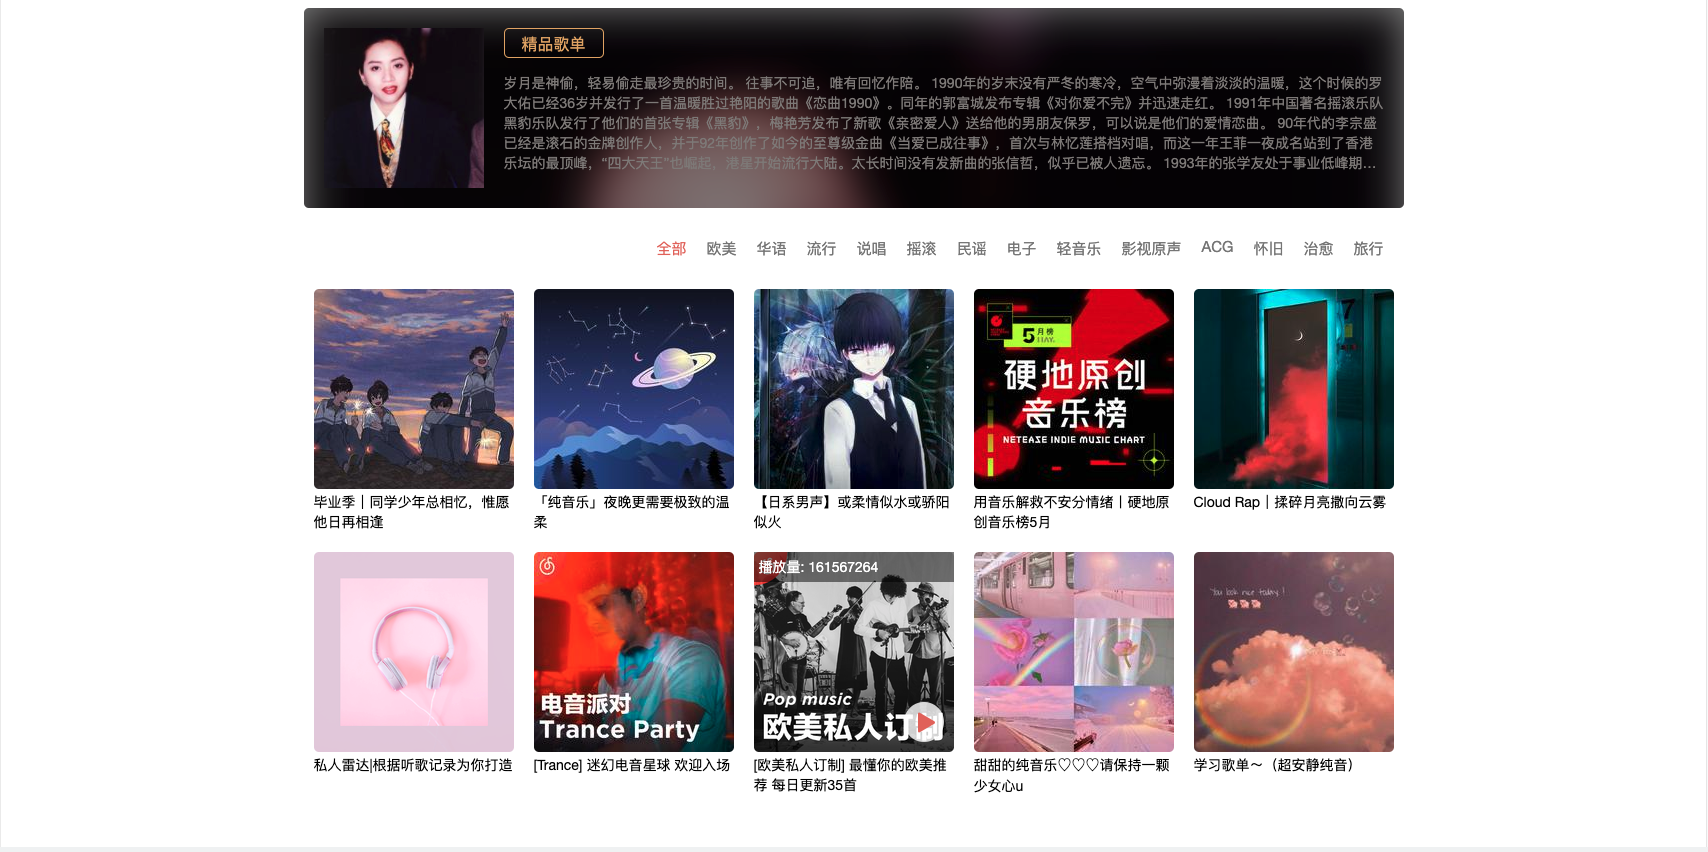 精品歌单
岁月是神偷，轻易偷走最珍贵的时间。 往事不可追，唯有回忆作陪。 1990年的岁末没有严冬的寒冷，空气中弥漫着淡淡的温暖，这个时候的罗
大佑已经36岁并发行了一首温暖胜过艳阳的歌曲《恋曲1990》。同年的郭富城发布专辑《对你爱不完》并迅速走红。 1991年中国著名摇滚乐队
黑豹乐队发行了他们的首张专辑《黑豹》，梅艳芳发布了新歌《亲密爱人》送给他的男朋友保罗，可以说是他们的爱情恋曲。 90年代的李宗盛
已经是滚石的金牌创作人，并于92年创作了如今的至尊级金曲《当爱已成往事》，首次与林忆莲搭档对唱，而这一年王菲一夜成名站到了香港
乐坛的最顶峰，“四大天王”也崛起，港星开始流行大陆。太长时间没有发新曲的张信哲，似乎已被人遗忘。 1993年的张学友处于事业低峰期...
全部 欧美 华语 流行 说唱 摇滚 民谣 电子 轻音乐 影视原声 ACG 怀旧 治愈 旅行
5月榜
MAY.
硬地原创
音乐榜
NETEASE INDIE MUSIC CHART
7
毕业季｜同学少年总相忆，惟愿
他日再相逢
「纯音乐」夜晚更需要极致的温
柔
【日系男声】或柔情似水或骄阳
似火
用音乐解救不安分情绪丨硬地原
创音乐榜5月
Cloud Rap｜揉碎月亮撒向云雾
电音派对
Trance Party
播放量: 161567264
Pop music
欧美私人订制
You look nice today !
私人雷达|根据听歌记录为你打造
[Trance] 迷幻电音星球 欢迎入场
[欧美私人订制] 最懂你的欧美推
荐 每日更新35首
甜甜的纯音乐♡♡♡请保持一颗
少女心u
学习歌单～（超安静纯音）